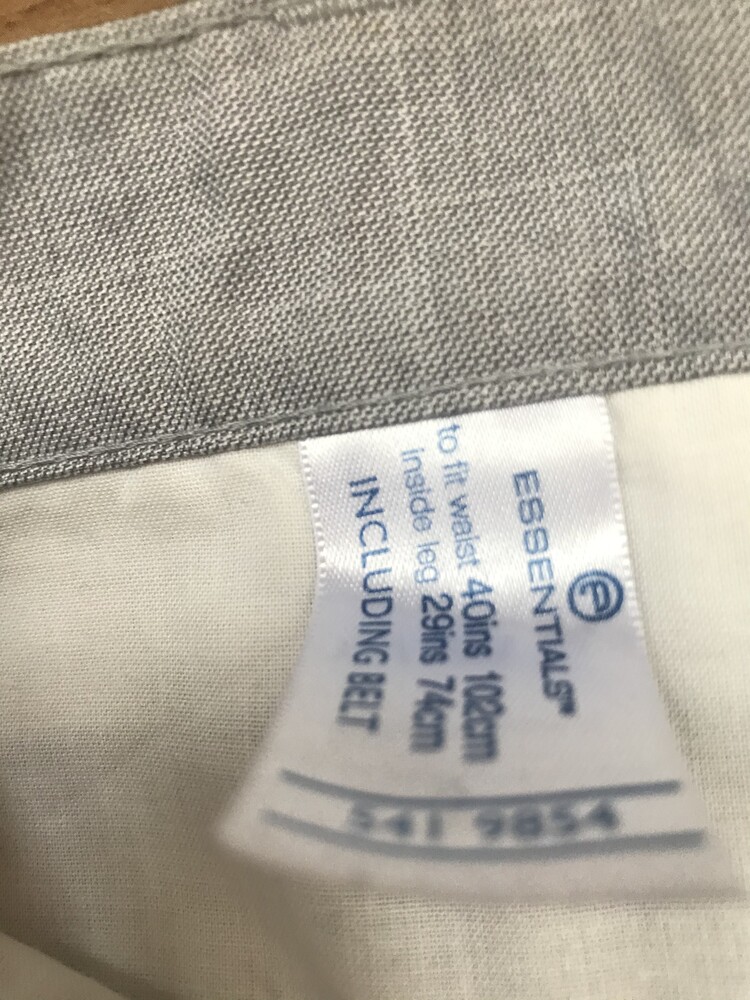 ESSENTIALS™
to fit waist 40ins 102cm
inside leg 29ins 74cm
INCLUDING BELT
541 9854